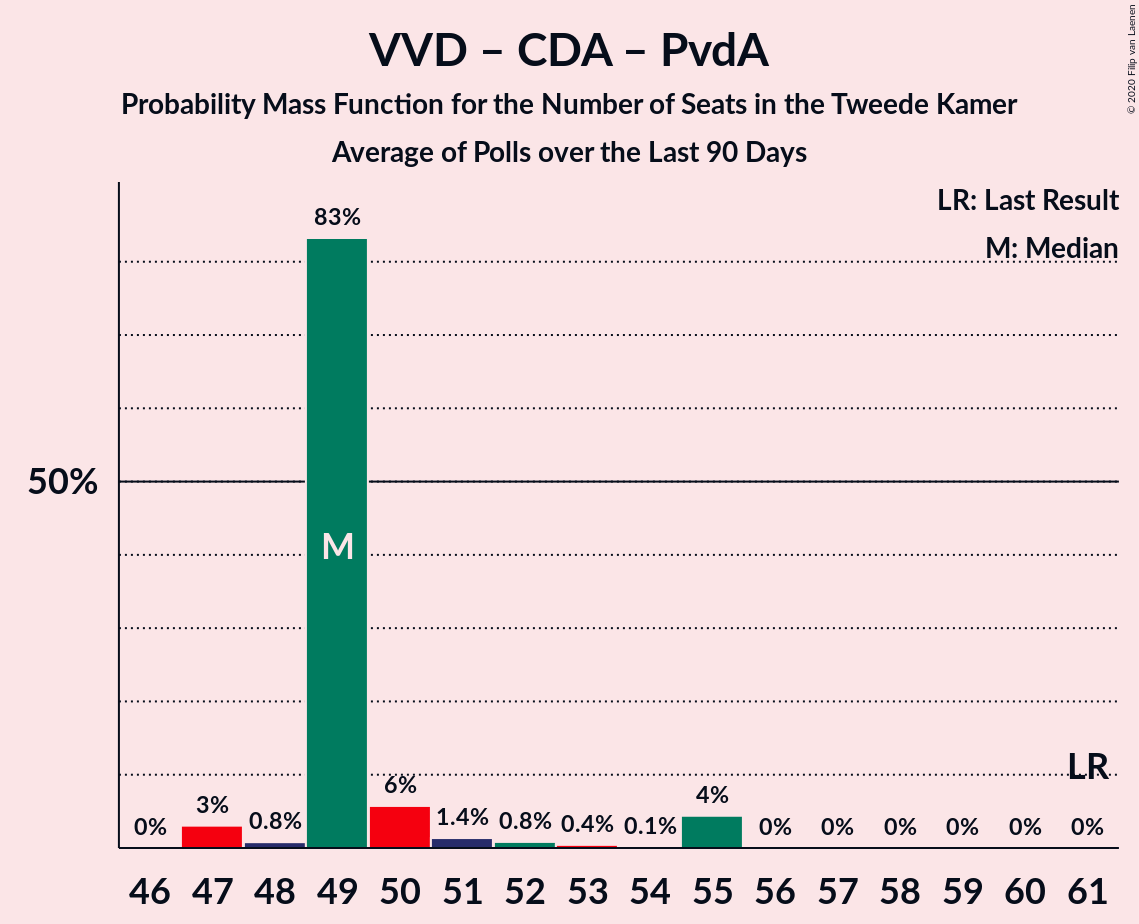 VVD – CDA – PvdA
Probability Mass Function for the Number of Seats in the Tweede Kamer
Average of Polls over the Last 90 Days
© 2020 Filip van Laenen
LR: Last Result
M: Median
50%
0% 3% 0.8% 83% 6% 1.4% 0.8% 0.4% 0.1% 4% 0% 0% 0% 0% 0% 0%
M
LR
46 47 48 49 50 51 52 53 54 55 56 57 58 59 60 61